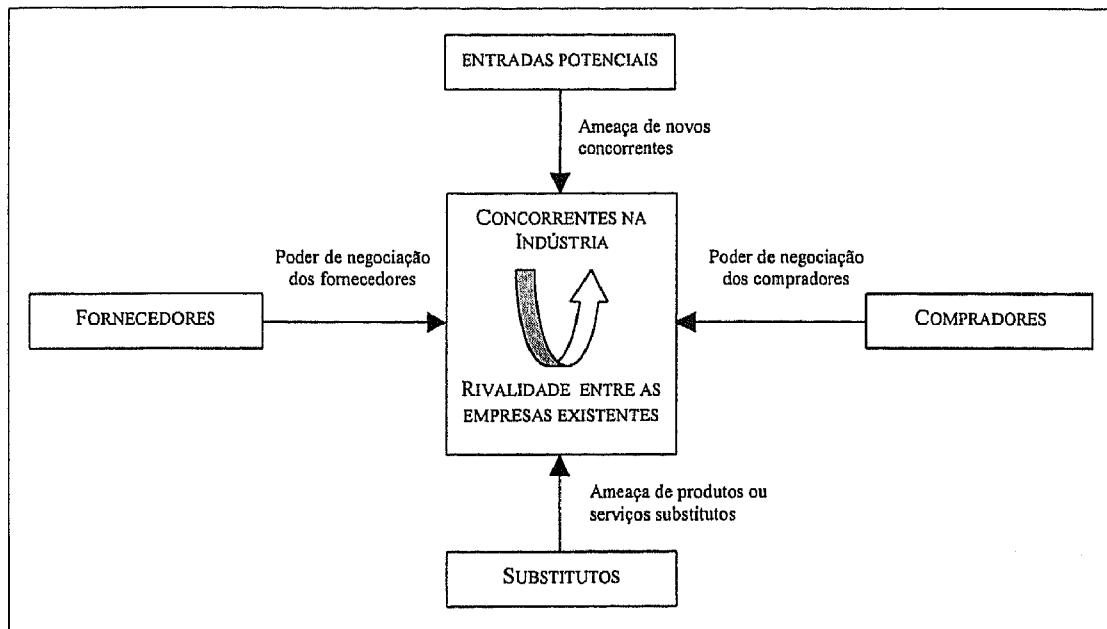 ENTRADAS POTENCIAIS
Ameaça de novos
concorrentes
CONCORRENTES NA
INDÚSTRIA
Poder de negociação
dos fornecedores
Poder de negociação
dos compradores
FORNECEDORES
COMPRADORES
RIVALIDADE ENTRE AS
EMPRESAS EXISTENTES
Ameaça de produtos ou
serviços substitutos
SUBSTITUTOS